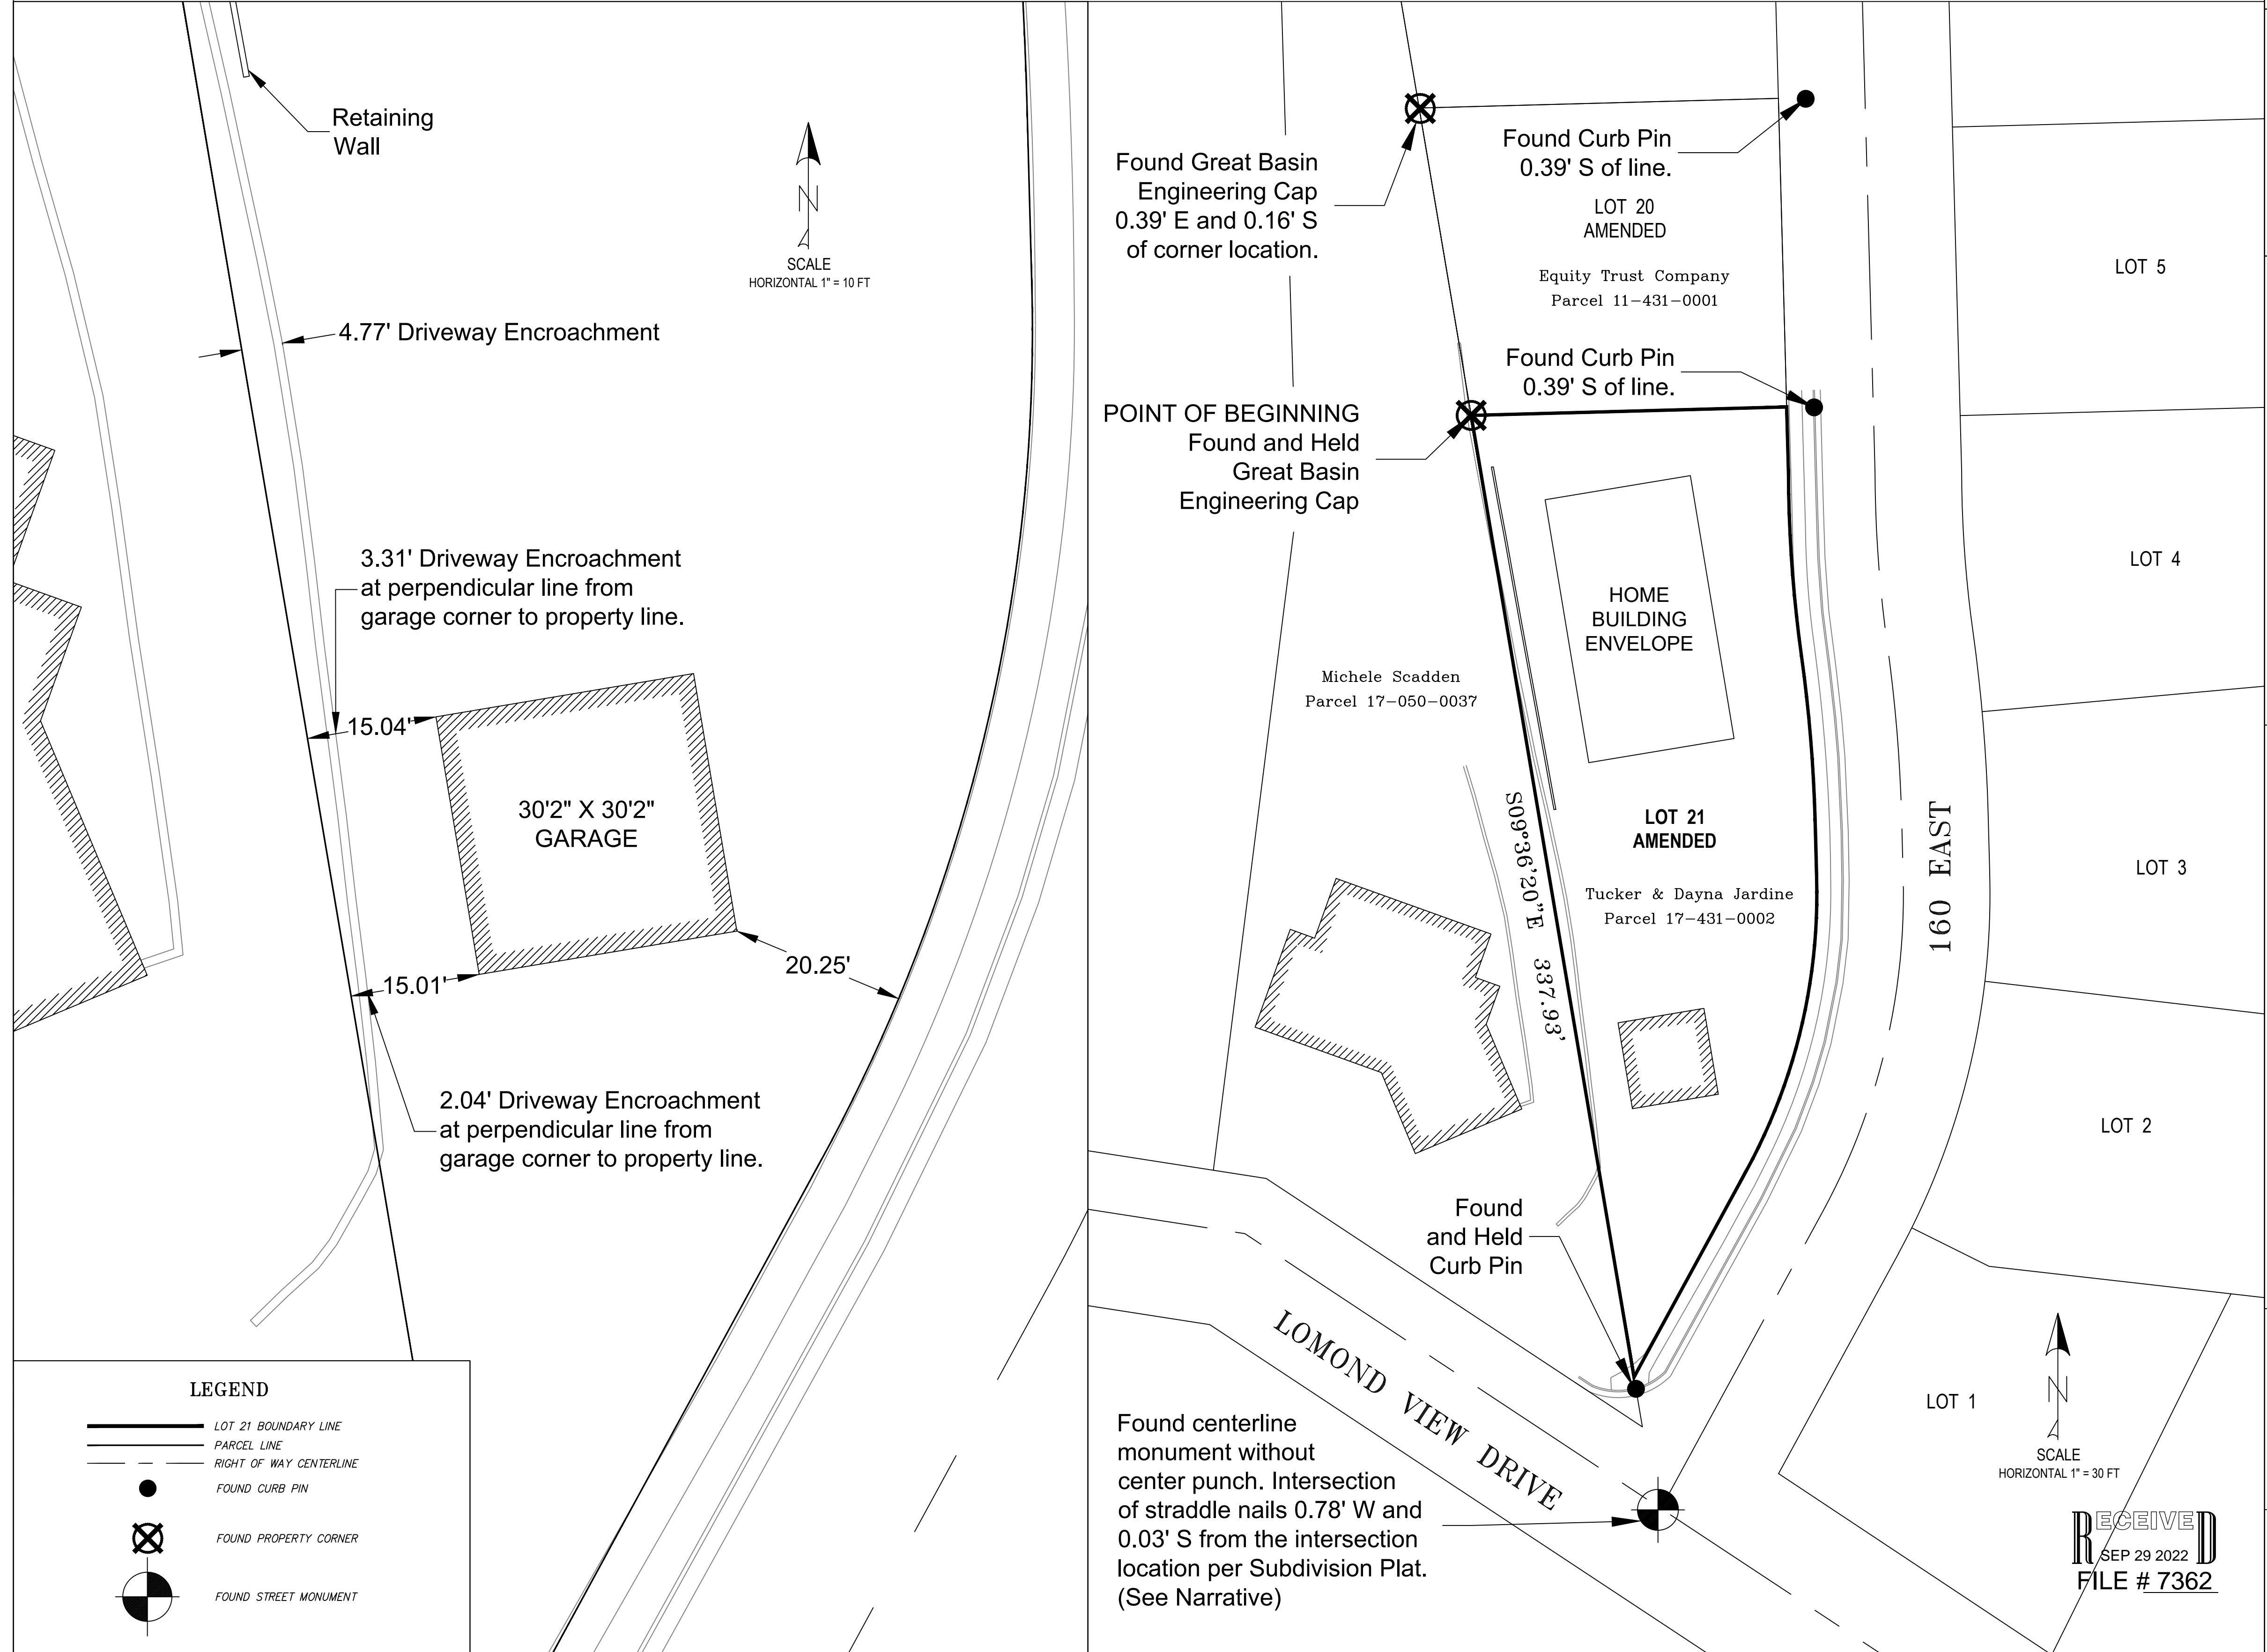 Retaining
Wall
N
SCALE
HORIZONTAL 1" = 10 FT
4.77' Driveway Encroachment
3.31' Driveway Encroachment
at perpendicular line from
garage corner to property line.
15.04'
30'2" X 30'2"
GARAGE
15.01'
20.25'
2.04' Driveway Encroachment
at perpendicular line from
garage corner to property line.
LEGEND
LOT 21 BOUNDARY LINE
PARCEL LINE
RIGHT OF WAY CENTERLINE
FOUND CURB PIN
FOUND PROPERTY CORNER
FOUND STREET MONUMENT
Found Great Basin
Engineering Cap
0.39' E and 0.16' S
of corner location.
Found Curb Pin
0.39' S of line.
LOT 20
AMENDED
Equity Trust Company
Parcel 11-431-0001
Found Curb Pin
0.39' S of line.
POINT OF BEGINNING
Found and Held
Great Basin
Engineering Cap
HOME
BUILDING
ENVELOPE
Michele Scadden
Parcel 17-050-0037
S09°36'20"E 337.93'
LOT 21
AMENDED
Tucker & Dayna Jardine
Parcel 17-431-0002
160 EAST
LOT 5
LOT 4
LOT 3
LOT 2
LOT 1
Found
and Held
Curb Pin
LOMOND VIEW DRIVE
Found centerline
monument without
center punch. Intersection
of straddle nails 0.78' W and
0.03' S from the intersection
location per Subdivision Plat.
(See Narrative)
N
SCALE
HORIZONTAL 1" = 30 FT
RECEIVED
SEP 29 2022
FILE # 7362